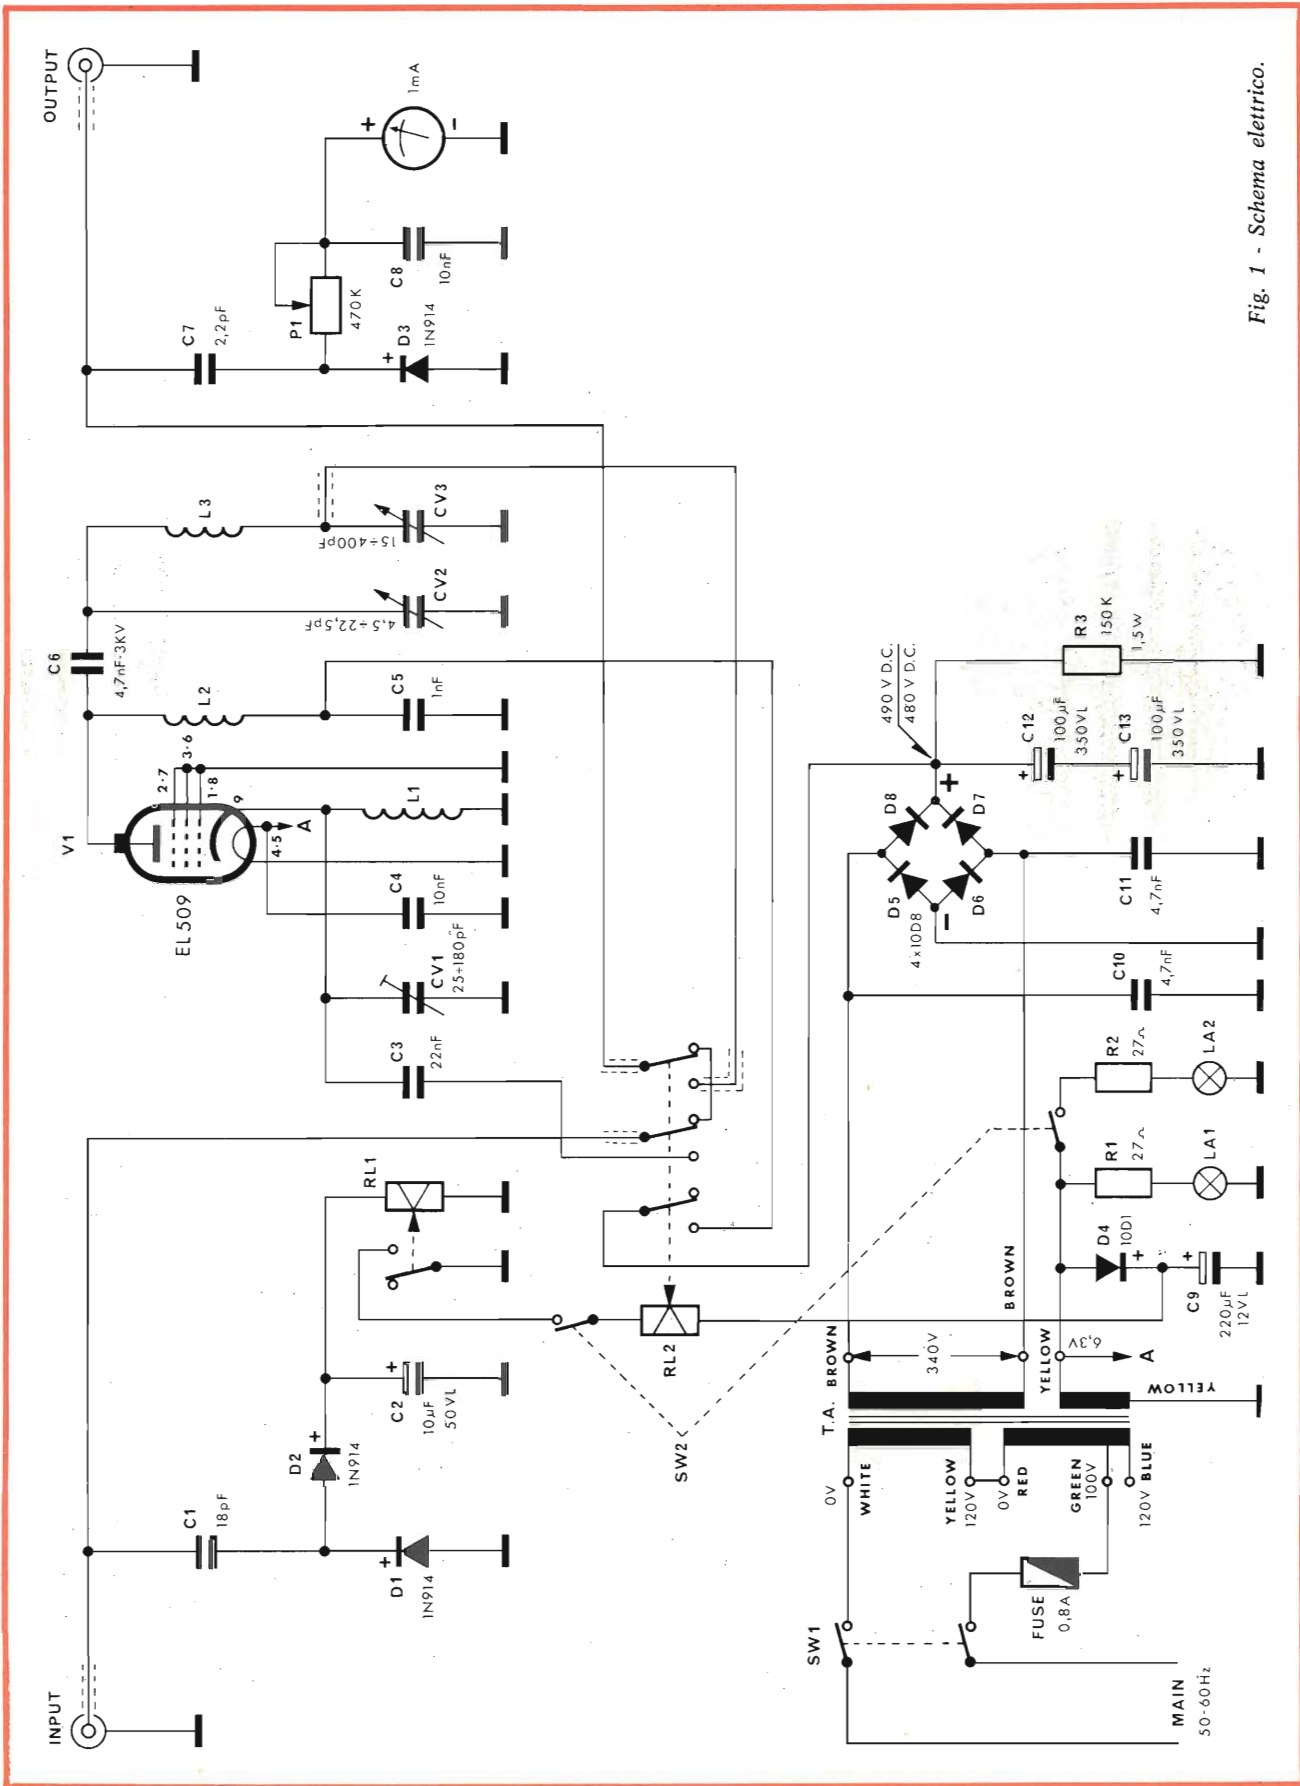 INPUT
C1
18pF
D1
1N914
D2
1N914
C2
10µF
50VL
RL1
RL2
SW2
C3
22nF
CV1
25÷180pF
C4
10nF
V1
EL509
2·7
3·6
1·8
9
4·5
A
L1
L2
C5
1nF
C6
4,7nF-3KV
CV2
4,5÷22,5pF
L3
CV3
15÷400pF
C7
2,2pF
P1
470K
D3
1N914
C8
10nF
1mA
OUTPUT
MAIN
50-60Hz
SW1
FUSE
0,8A
0V
WHITE
YELLOW
120V
0V
RED
GREEN
100V
120V
BLUE
T.A.
BROWN
340V
BROWN
YELLOW
6,3V
A
YELLOW
D4
10D1
C9
220µF
12VL
R1
27Ω
LA1
R2
27Ω
LA2
C10
4,7nF
C11
4,7nF
D5
D6
D7
D8
4x10D8
490 V D.C.
480 V D.C.
C12
100µF
350VL
C13
100µF
350VL
R3
150K
1,5W
Fig. 1 - Schema elettrico.